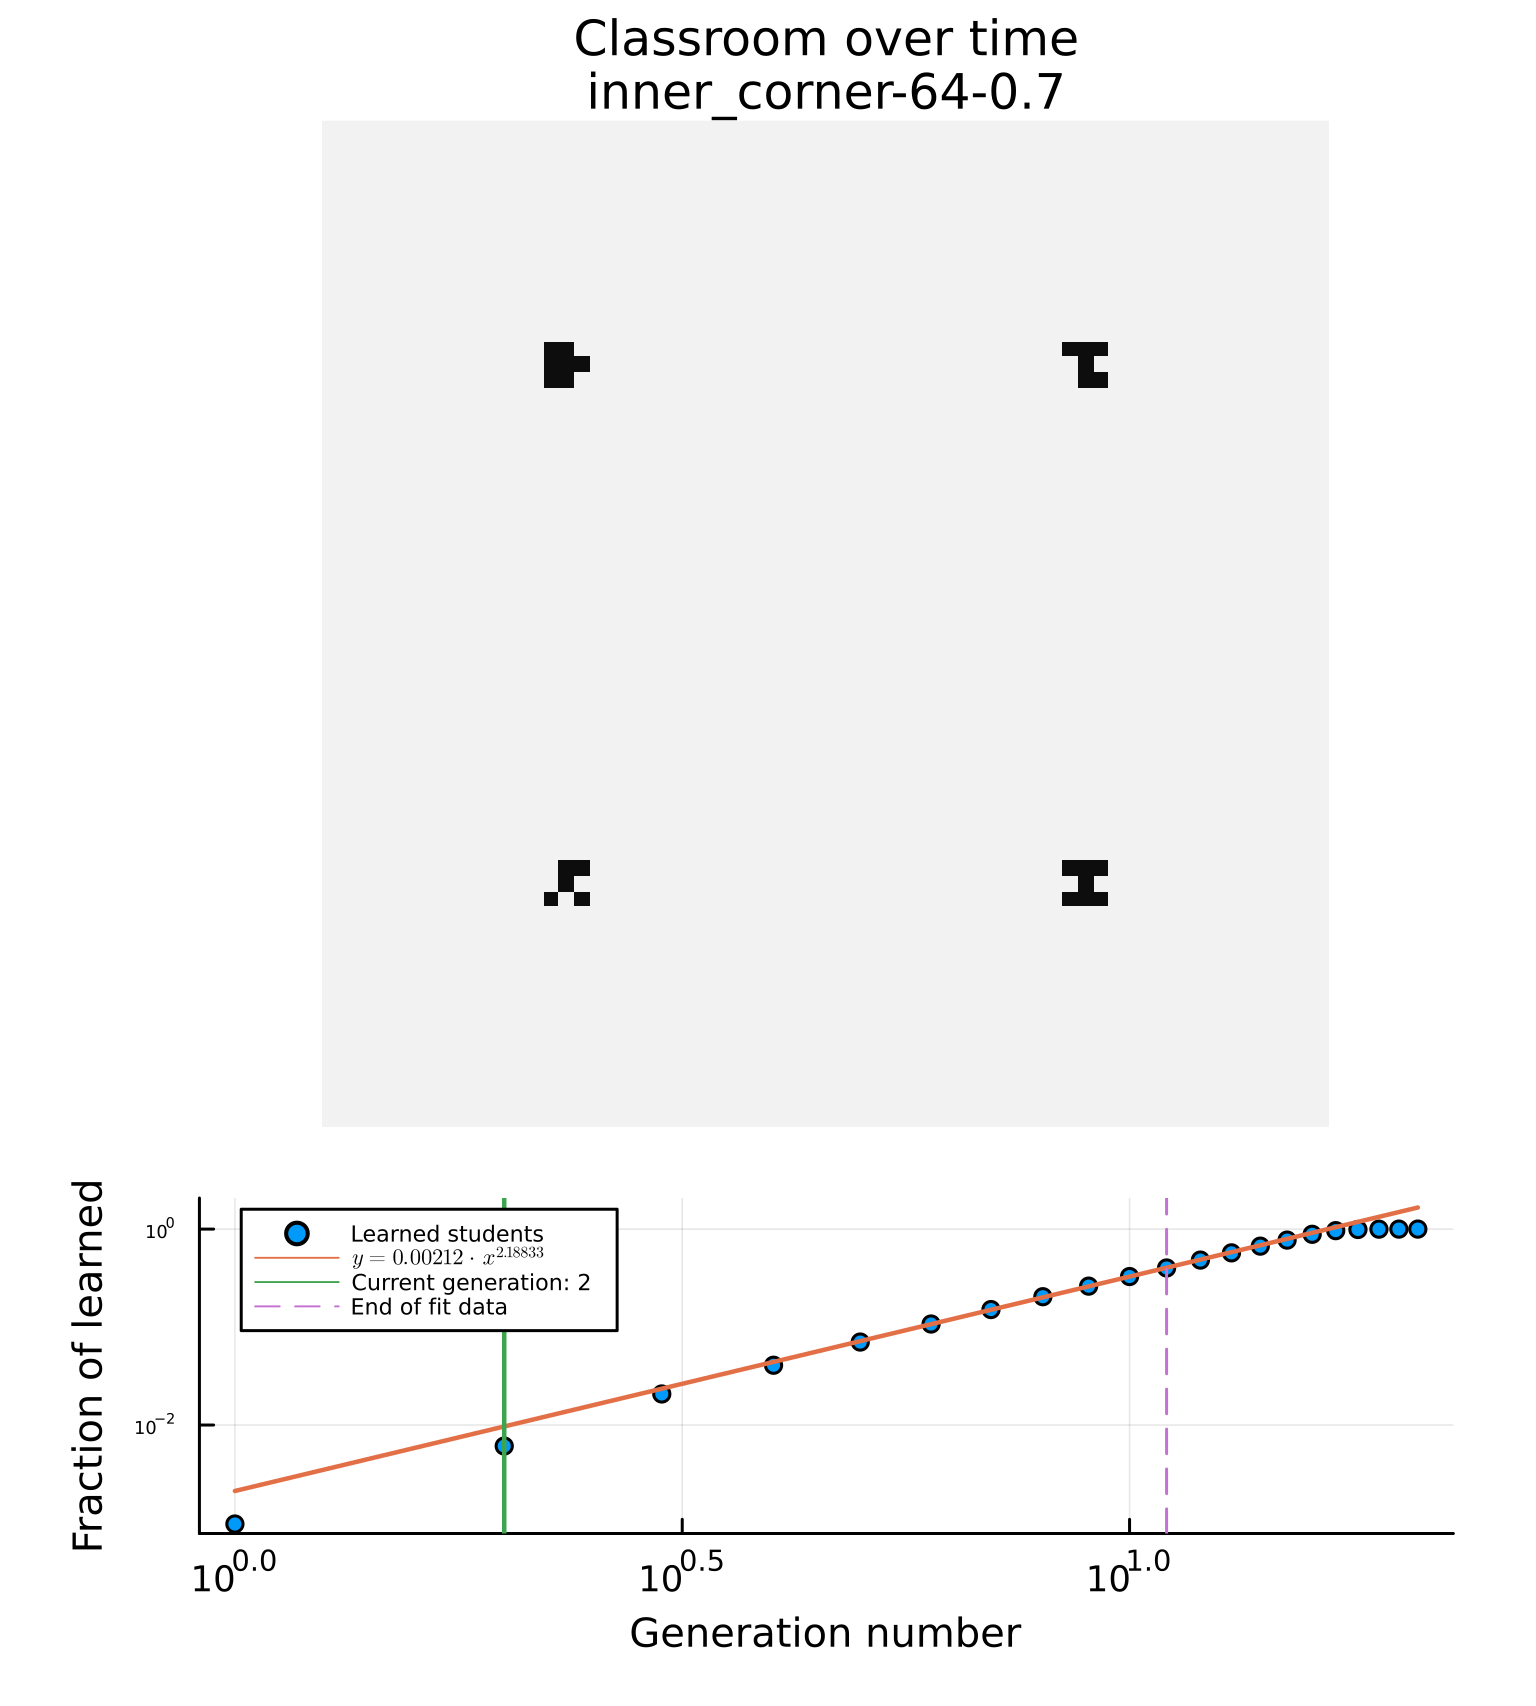 Classroom over time
inner_corner-64-0.7
Fraction of learned
10^0
10^-2
Learned students
y = 0.00212 · x^2.18833
Current generation: 2
End of fit data
10^0.0
10^0.5
10^1.0
Generation number